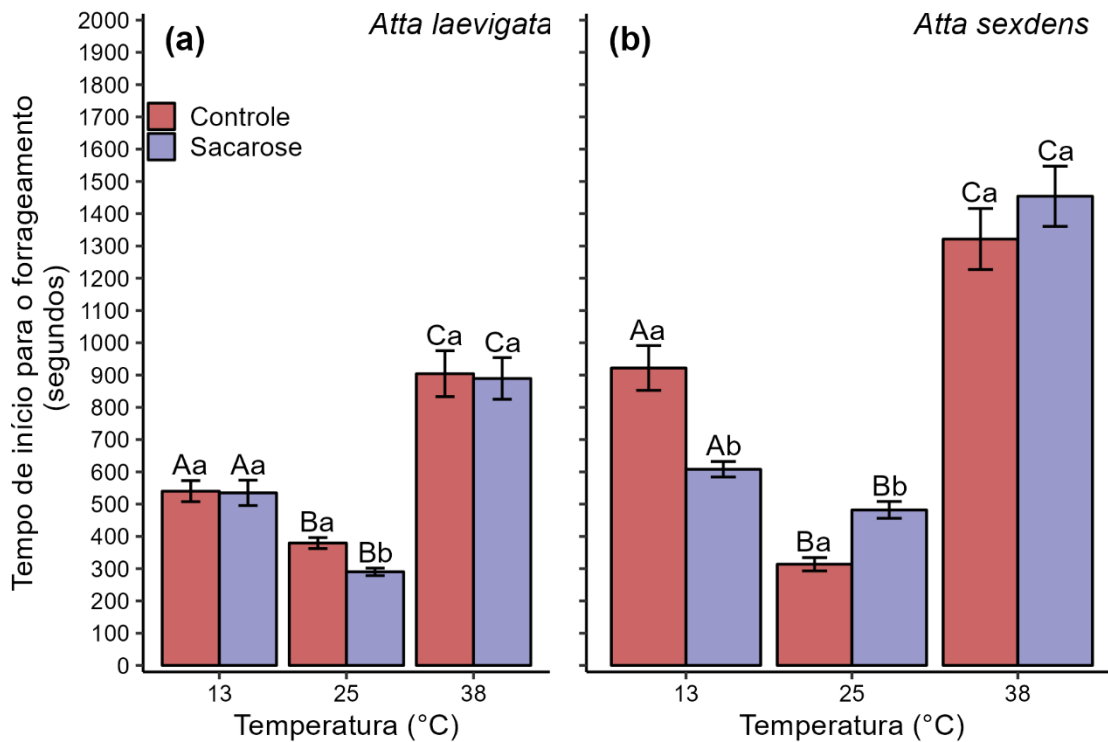 Tempo de início para o forrageamento
(segundos)
2000
1900
1800
1700
1600
1500
1400
1300
1200
1100
1000
900
800
700
600
500
400
300
200
100
0
(a)
Atta laevigata
Controle
Sacarose
Aa
Aa
Ba
Bb
Ca
Ca
13
25
38
Temperatura (°C)
(b)
Atta sexdens
Aa
Ab
Ba
Bb
Ca
Ca
13
25
38
Temperatura (°C)